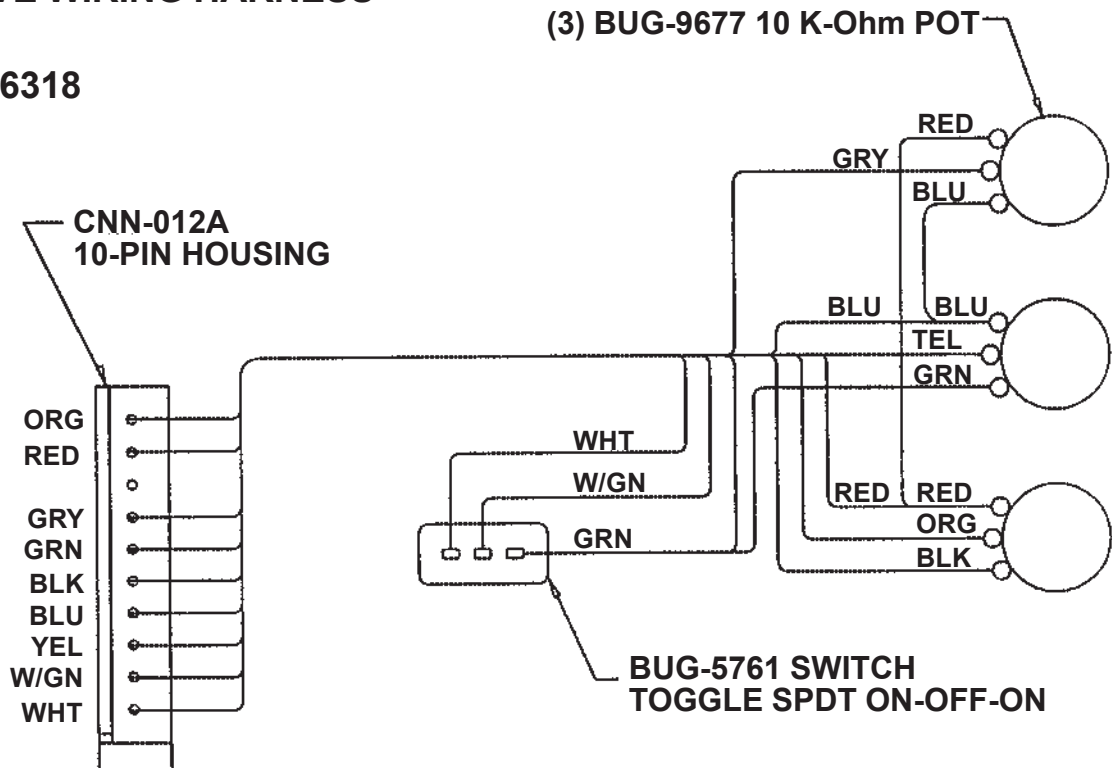 WIRING HARNESS
(3) BUG-9677 10 K-Ohm POT
6318
RED
GRY
BLU
CNN-012A
10-PIN HOUSING
BLU
BLU
TEL
GRN
ORG
RED
WHT
W/GN
RED
RED
GRY
ORG
GRN
GRN
BLK
BLK
BLU
YEL
W/GN
WHT
BUG-5761 SWITCH
TOGGLE SPDT ON-OFF-ON